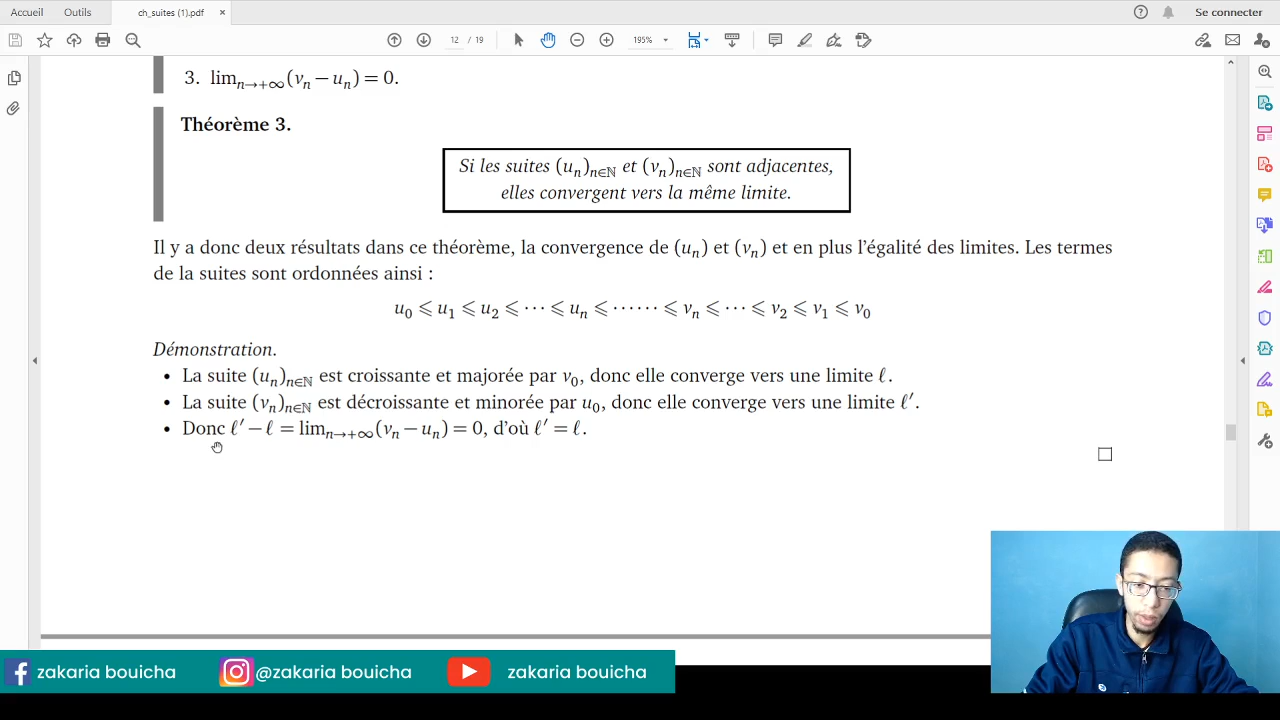 Accueil Outils ch_suites (1).pdf × Se connecter
12 / 19 195%
3. lim_{n→+∞}(v_n − u_n) = 0.
Théorème 3.
Si les suites (u_n)_{n∈ℕ} et (v_n)_{n∈ℕ} sont adjacentes,
elles convergent vers la même limite.
Il y a donc deux résultats dans ce théorème, la convergence de (u_n) et (v_n) et en plus l'égalité des limites. Les termes
de la suites sont ordonnées ainsi :
u_0 ⩽ u_1 ⩽ u_2 ⩽ ⋯ ⩽ u_n ⩽ ⋯⋯ ⩽ v_n ⩽ ⋯ ⩽ v_2 ⩽ v_1 ⩽ v_0
Démonstration.
• La suite (u_n)_{n∈ℕ} est croissante et majorée par v_0, donc elle converge vers une limite ℓ.
• La suite (v_n)_{n∈ℕ} est décroissante et minorée par u_0, donc elle converge vers une limite ℓ′.
• Donc ℓ′ − ℓ = lim_{n→+∞}(v_n − u_n) = 0, d'où ℓ′ = ℓ.
□
zakaria bouicha @zakaria bouicha zakaria bouicha